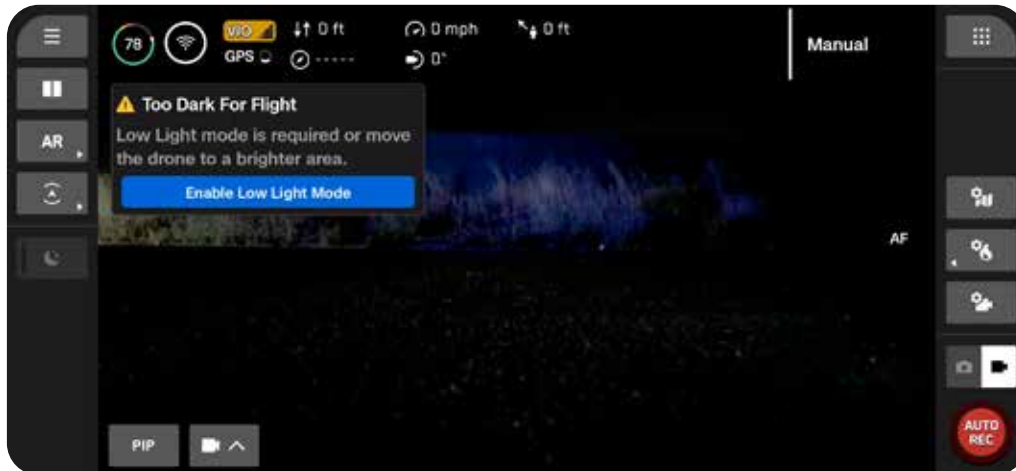 78
VIO
0 ft
0 mph
0 ft
Manual
GPS
-----
0°
Too Dark For Flight
AR
Low Light mode is required or move
the drone to a brighter area.
Enable Low Light Mode
AF
PIP
AUTO
REC